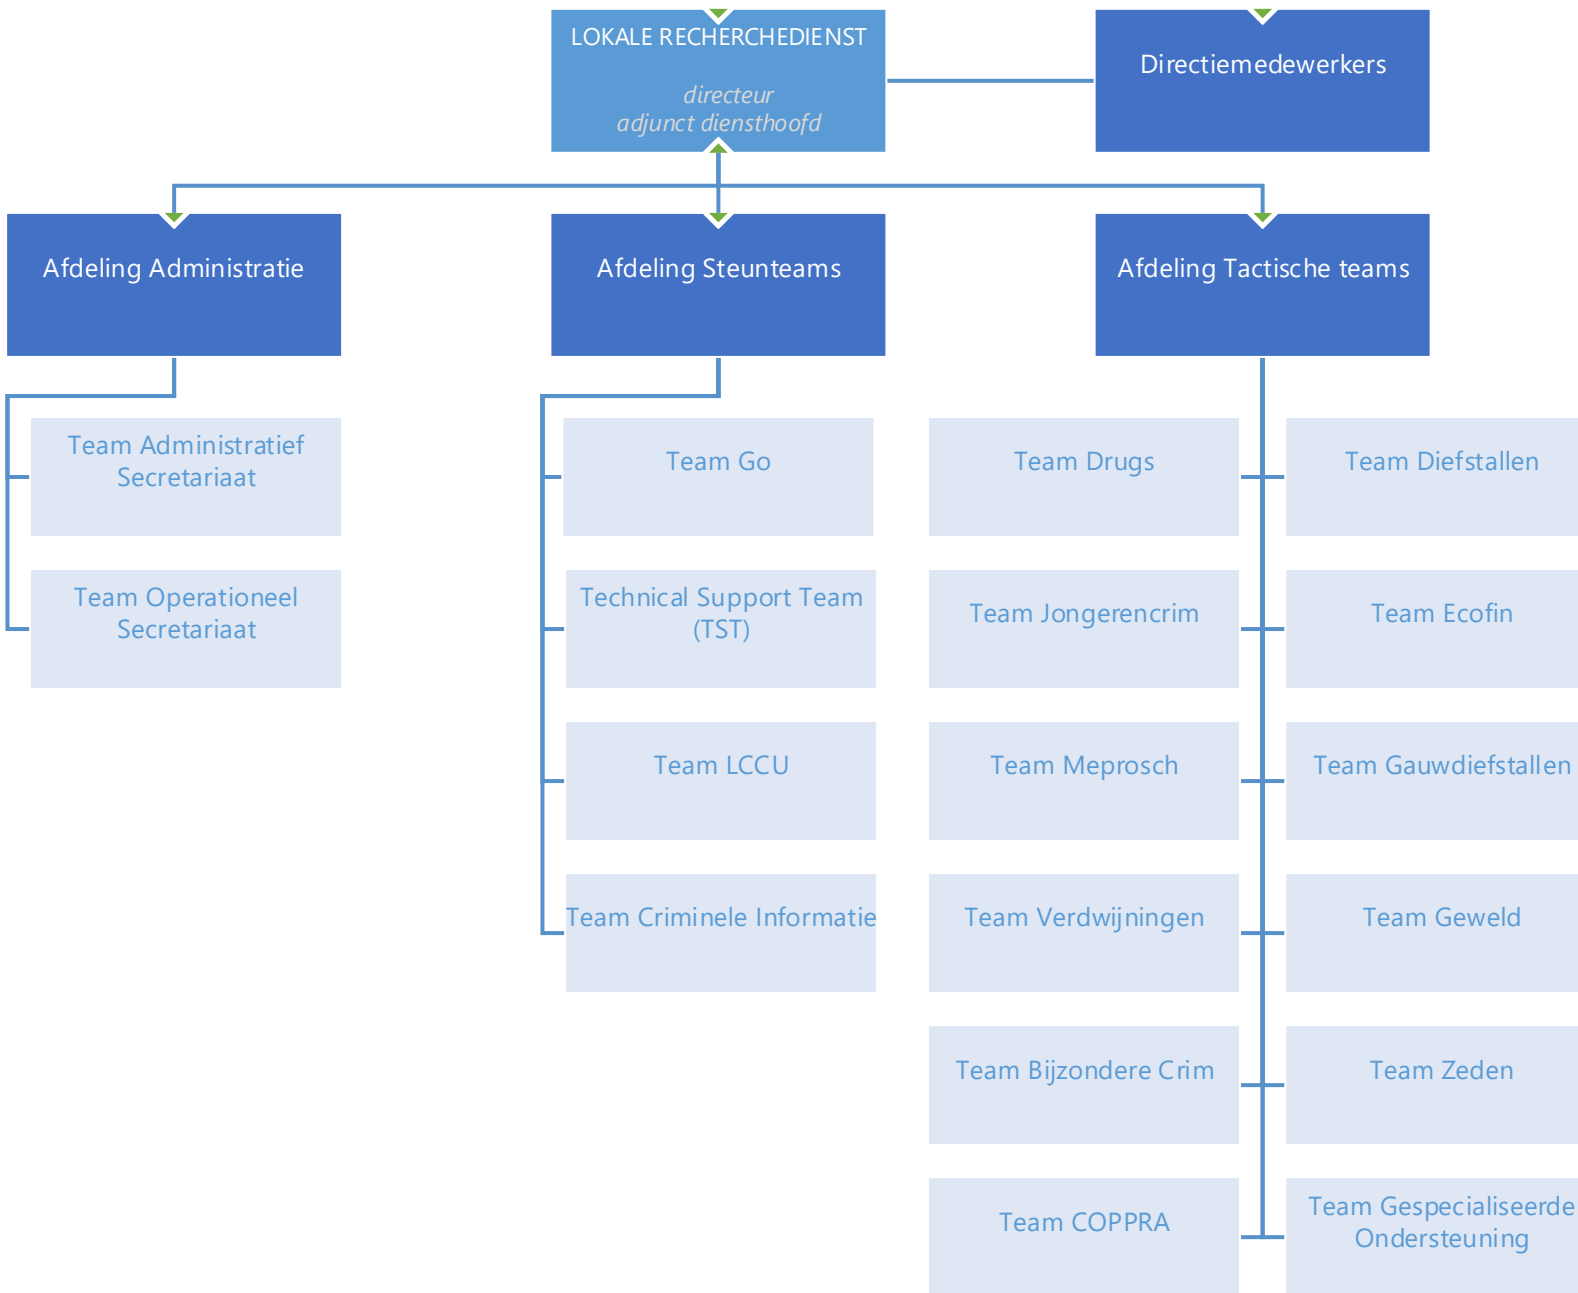 LOKALE RECHERCHEDIENST
directeur
adjunct diensthoofd
Directiemedewerkers
Afdeling Administratie
Afdeling Steunteams
Afdeling Tactische teams
Team Administratief
Secretariaat
Team Operationeel
Secretariaat
Team Go
Technical Support Team
(TST)
Team LCCU
Team Criminele Informatie
Team Drugs
Team Diefstallen
Team Jongerencrim
Team Ecofin
Team Meprosch
Team Gauwdiefstallen
Team Verdwijningen
Team Geweld
Team Bijzondere Crim
Team Zeden
Team COPPRA
Team Gespecialiseerde
Ondersteuning